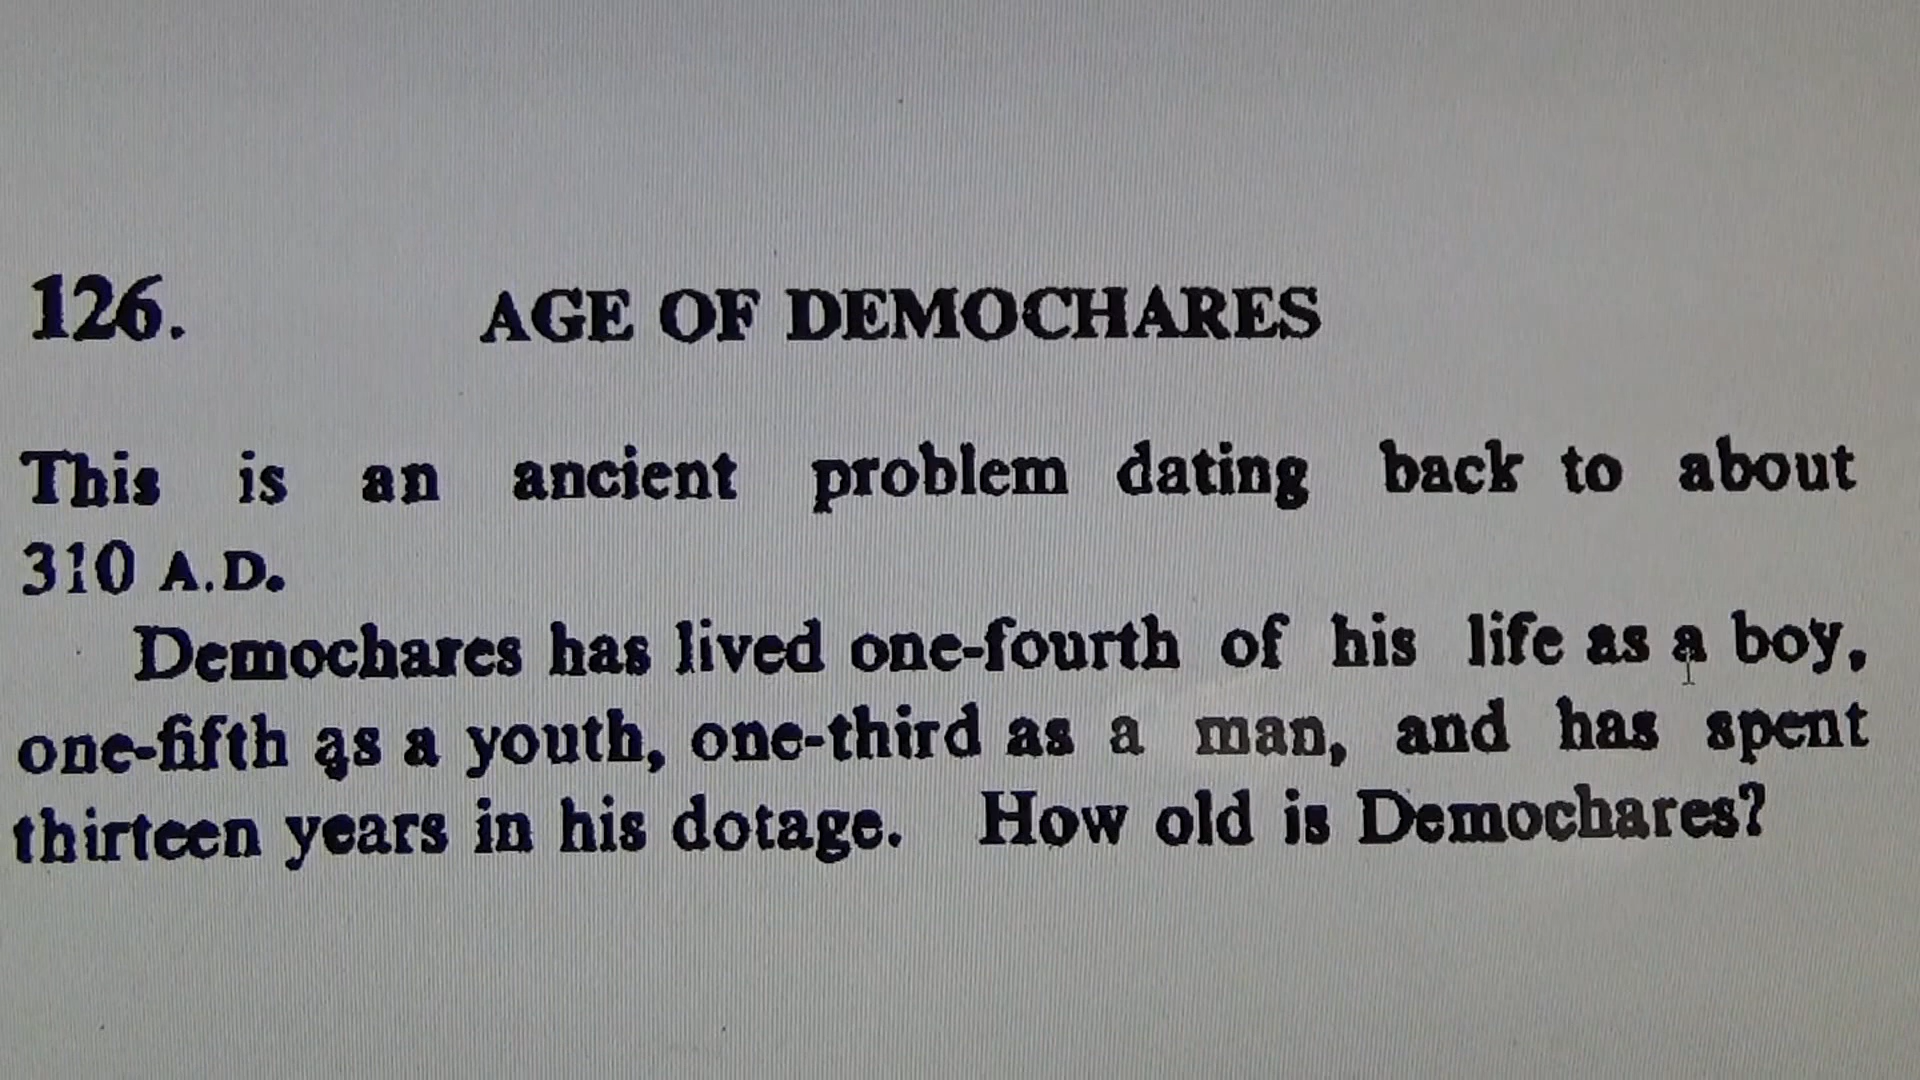 126. AGE OF DEMOCHARES
This is an ancient problem dating back to about
310 A.D.
Demochares has lived one-fourth of his life as a boy,
one-fifth as a youth, one-third as a man, and has spent
thirteen years in his dotage. How old is Demochares?